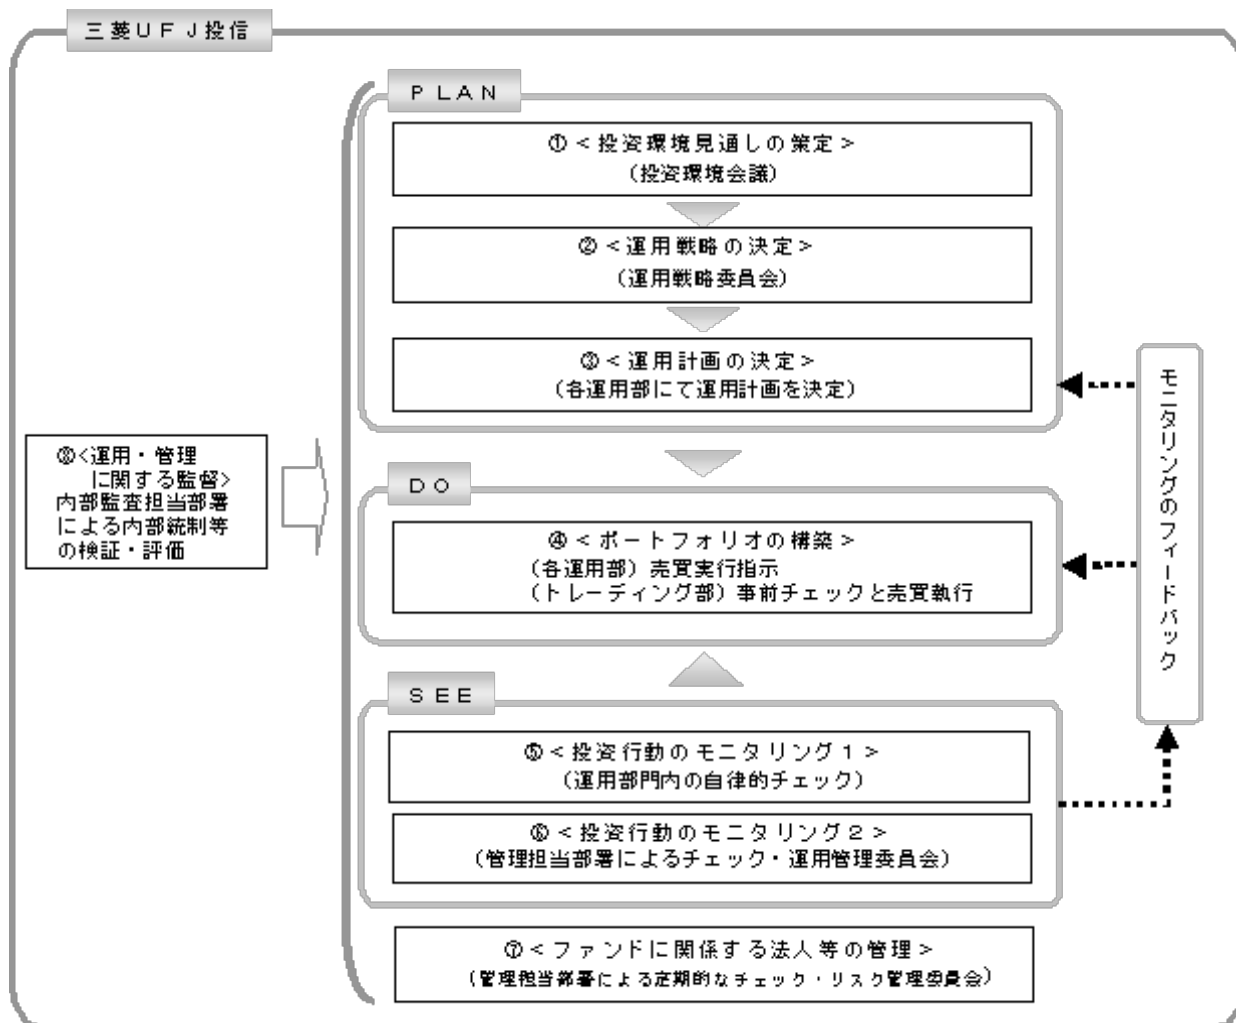 三菱UFJ投信
PLAN
①<投資環境見通しの策定>
(投資環境会議)
②<運用戦略の決定>
(運用戦略委員会)
③<運用計画の決定>
(各運用部にて運用計画を決定)
モニタリングのフィードバック
⑧<運用・管理
に関する監督>
内部監査担当部署
による内部統制等
の検証・評価
DO
④<ポートフォリオの構築>
(各運用部)売買実行指示
(トレーディング部)事前チェックと売買執行
SEE
⑤<投資行動のモニタリング1>
(運用部門内の自律的チェック)
⑥<投資行動のモニタリング2>
(管理担当部署によるチェック・運用管理委員会)
⑦<ファンドに関係する法人等の管理>
(管理担当部署による定期的なチェック・リスク管理委員会)